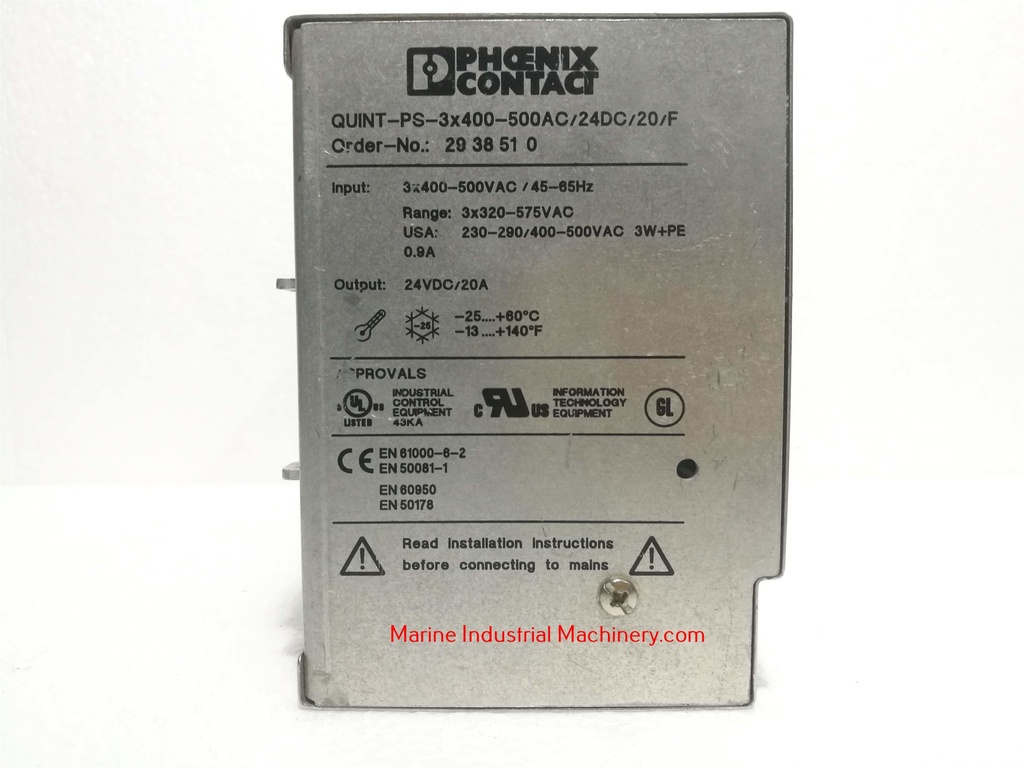 PHŒNIX
CONTACT
QUINT-PS-3x400-500AC/24DC/20/F
Order-No.: 29 38 51 0
Input: 3x400-500VAC / 45-65Hz
Range: 3x320-575VAC
USA: 230-290/400-500VAC 3W+PE
0.9A
Output: 24VDC/20A
-25 -25....+60°C
-13....+140°F
APPROVALS
UL LISTED INDUSTRIAL CONTROL EQUIPMENT 43KA
c RU US INFORMATION TECHNOLOGY EQUIPMENT
GL
CE EN 61000-6-2
EN 50081-1
EN 60950
EN 50178
Read installation instructions
before connecting to mains
Marine Industrial Machinery.com